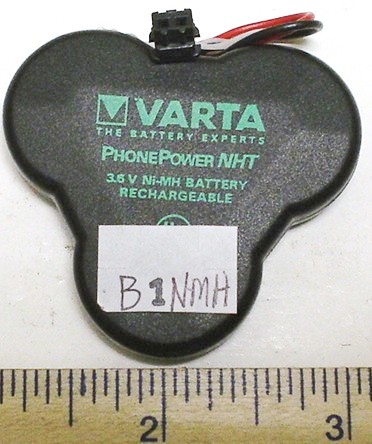 VARTA
THE BATTERY EXPERTS
PHONEPOWER NHT
3.6 V Ni-MH BATTERY
RECHARGEABLE
B1NMH
2 3